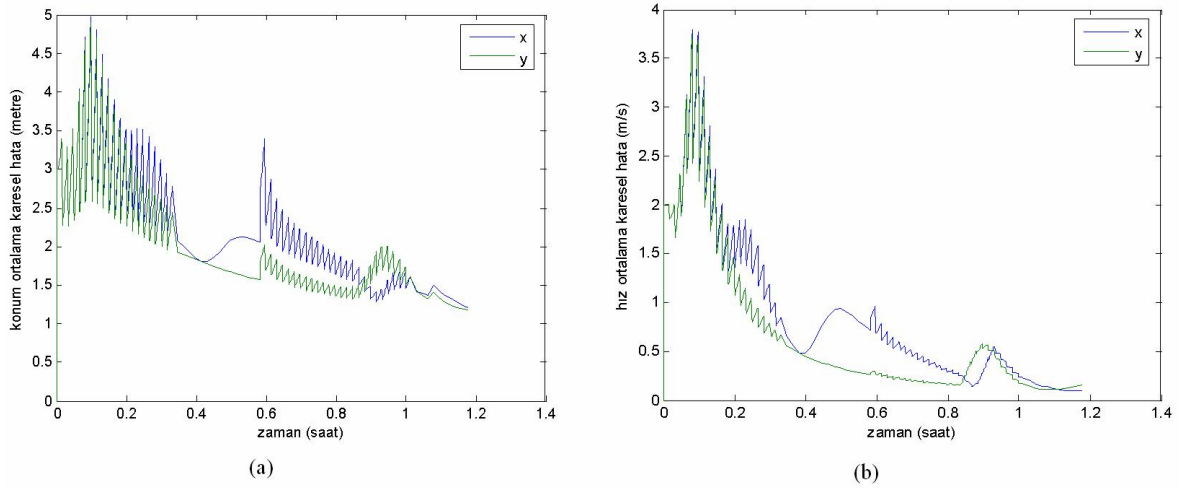 5
4.5
4
3.5
3
2.5
2
1.5
1
0.5
0
0 0.2 0.4 0.6 0.8 1 1.2 1.4
konum ortalama karesel hata (metre)
zaman (saat)
x
y
(a)
4
3.5
3
2.5
2
1.5
1
0.5
0
0 0.2 0.4 0.6 0.8 1 1.2 1.4
hız ortalama karesel hata (m/s)
zaman (saat)
x
y
(b)